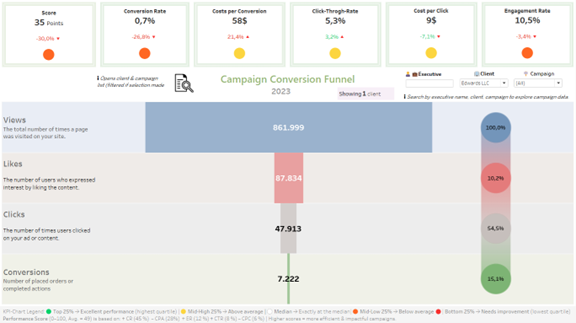 Score
35 Points
-30,0% ▼
Conversion Rate
0,7%
-26,8% ▼
Costs per Conversion
58$
21,4% ▲
Click-Throgh-Rate
5,3%
3,2% ▲
Cost per Click
9$
-7,1% ▼
Engagement Rate
10,5%
-3,4% ▼
Opens client & campaign
list (filtered if selection made
Campaign Conversion Funnel
2023
Showing 1 client
Executive
Client
Campaign
Edwards LLC
(All)
Search by executive name, client, campaign to explore campaign data
Views
The total number of times a page
was visited on your site.
861.999
100,0%
Likes
The number of users who expressed
interest by liking the content.
87.834
10,2%
Clicks
The number of times users clicked
on your ad or content.
47.913
54,5%
Conversions
Number of placed orders or
completed actions.
7.222
15,1%
KPI-Chart Legend: Top 25% → Excellent performance (highest quartile) | Mid-High 25% → Above average | Median → Exactly at the median | Mid-Low 25% → Below average | Bottom 25% → Needs improvement (lowest quartile)
Performance Score (0-100, Avg. = 49) is based on: + CR (45 %) – CPA (29%) + ER (12 %) + CTR (6 %) – CPC (6 %) | Higher scores = more efficient & impactful campaigns.